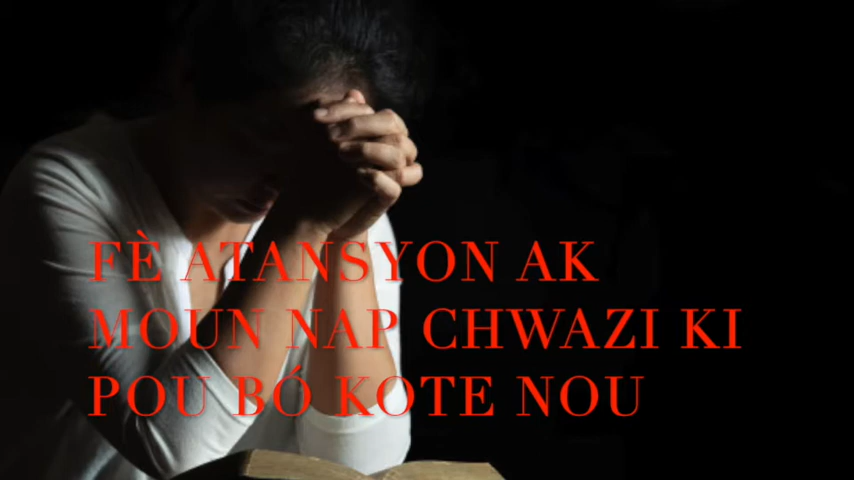 FÈ ATANSYON AK
MOUN NAP CHWAZI KI
POU BÓ KOTE NOU